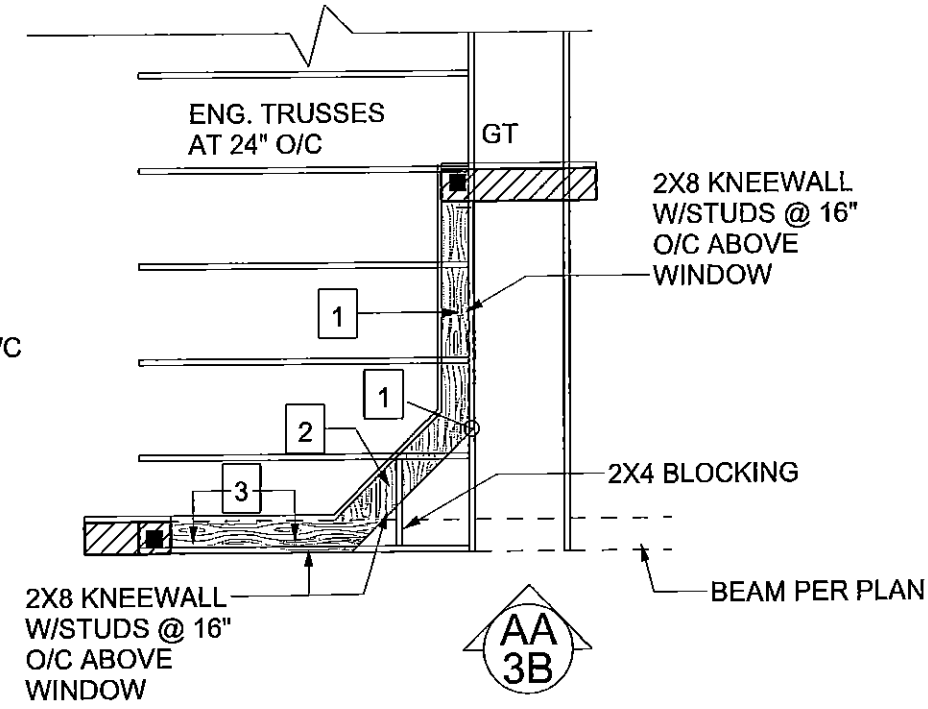 ENG. TRUSSES
AT 24" O/C
GT
2X8 KNEEWALL
W/STUDS @ 16"
O/C ABOVE
WINDOW
1
/C
1
2
3
2X4 BLOCKING
BEAM PER PLAN
2X8 KNEEWALL
W/STUDS @ 16"
O/C ABOVE
WINDOW
AA
3B